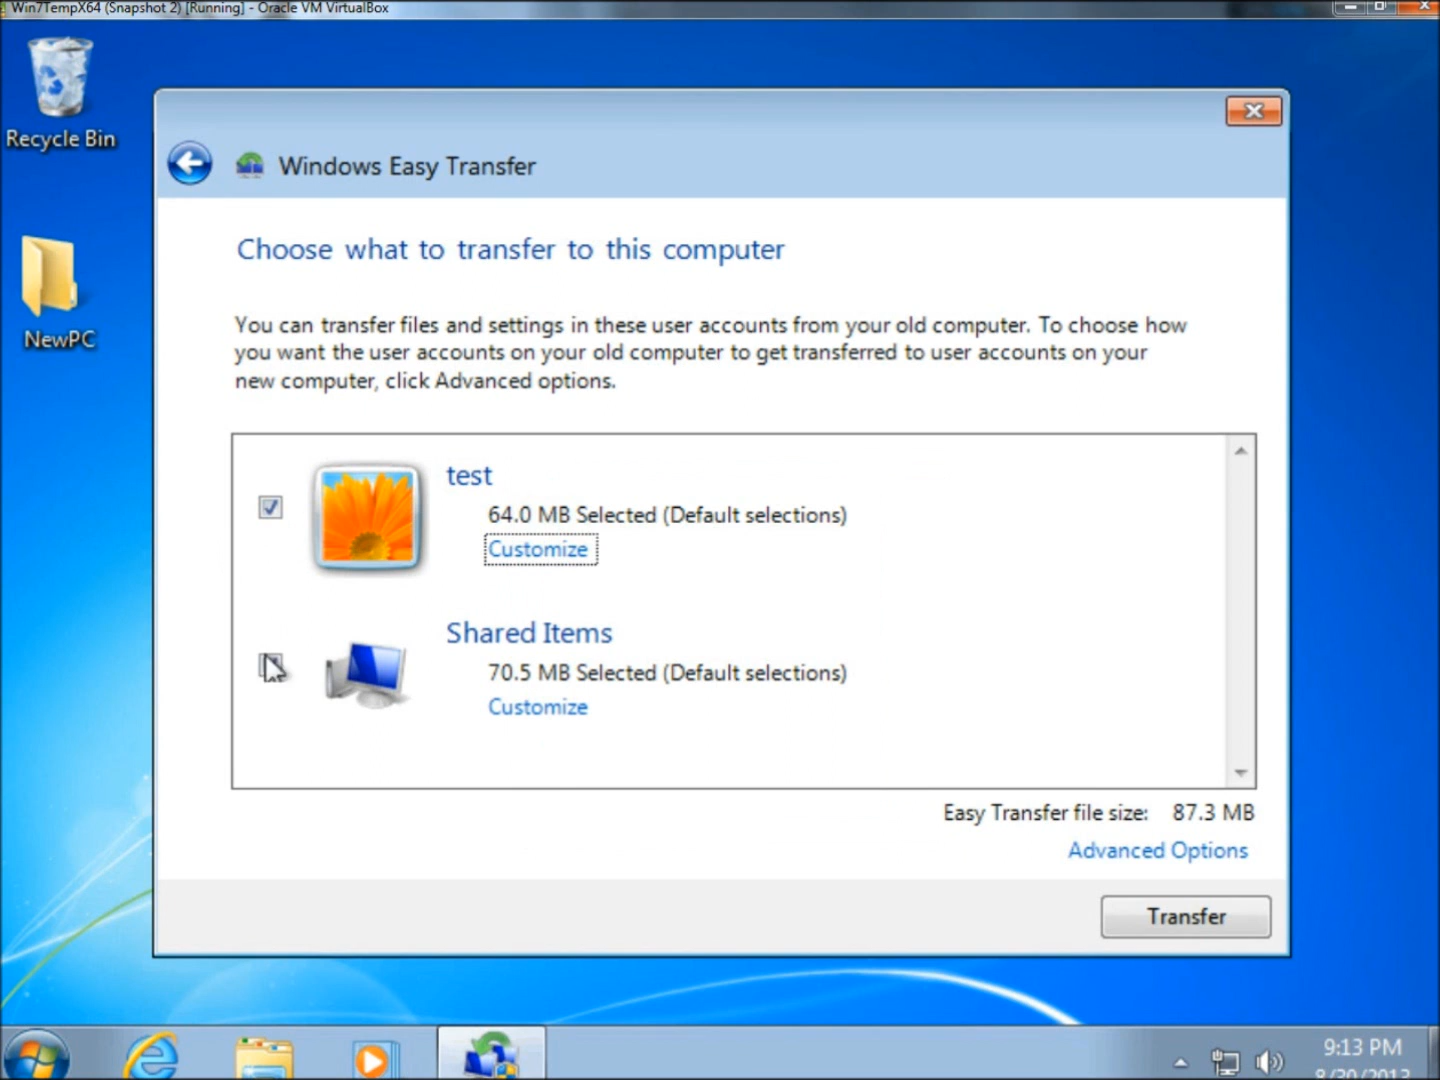 Win7TempX64 (Snapshot 2) [Running] - Oracle VM VirtualBox
Recycle Bin
NewPC
Windows Easy Transfer
Choose what to transfer to this computer
You can transfer files and settings in these user accounts from your old computer. To choose how
you want the user accounts on your old computer to get transferred to user accounts on your
new computer, click Advanced options.
test
64.0 MB Selected (Default selections)
Customize
Shared Items
70.5 MB Selected (Default selections)
Customize
Easy Transfer file size: 87.3 MB
Advanced Options
Transfer
9:13 PM
8/30/2013